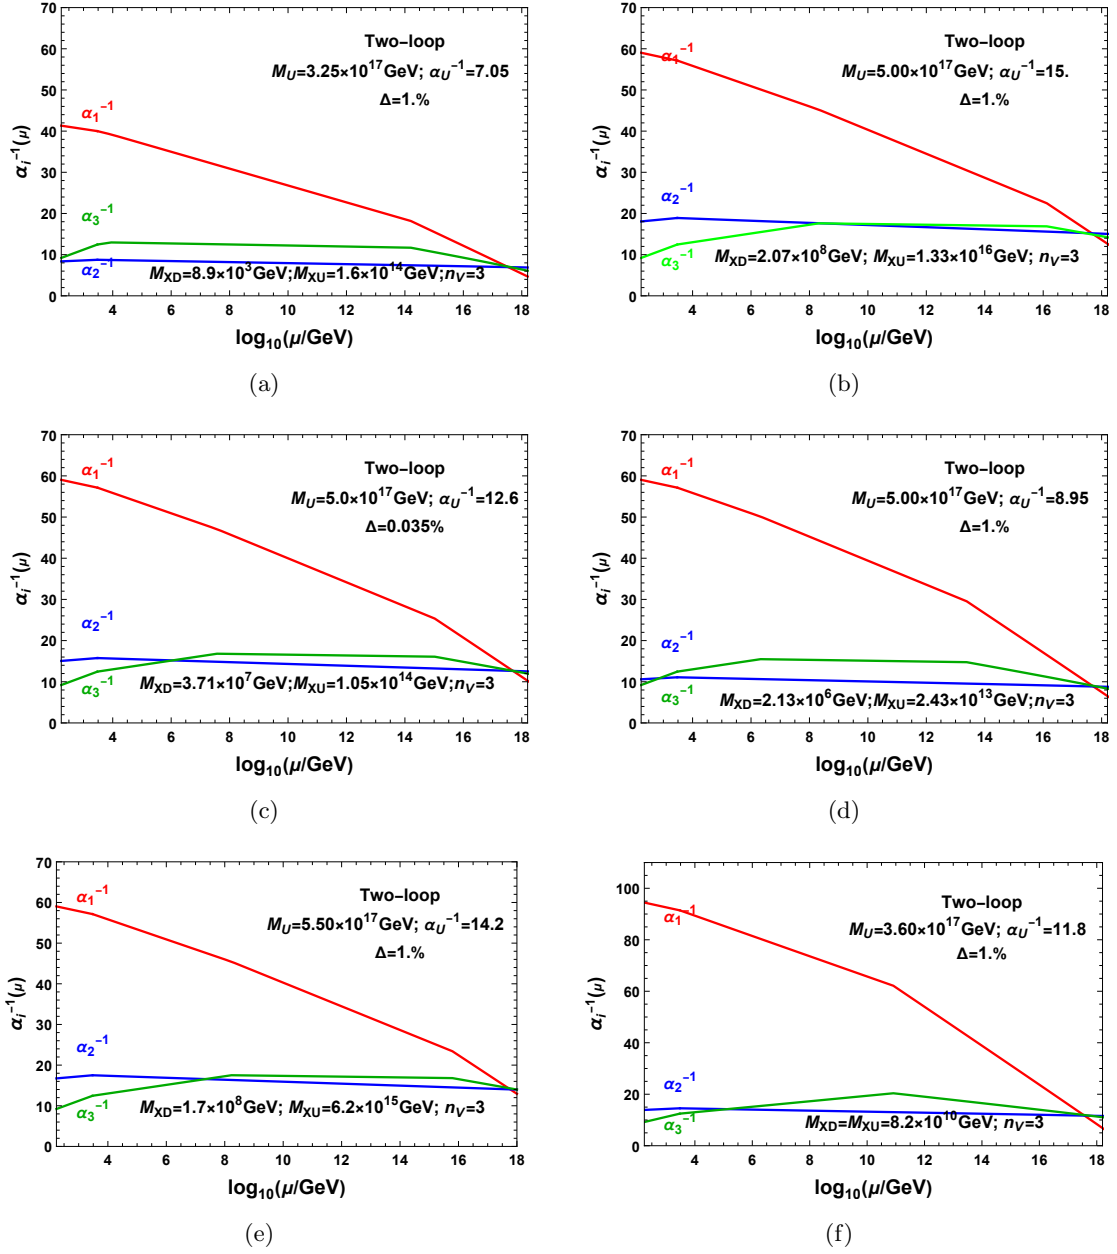 Two-loop
M_U=3.25×10^17GeV; α_U^-1=7.05
Δ=1.%
α_1^-1
α_3^-1
α_2^-1
M_XD=8.9×10^3GeV;M_XU=1.6×10^14GeV;n_V=3
α_i^-1(μ)
70
60
50
40
30
20
10
0
4 6 8 10 12 14 16 18
log_10(μ/GeV)
(a)
Two-loop
M_U=5.00×10^17GeV; α_U^-1=15.
Δ=1.%
α_1^-1
α_2^-1
α_3^-1
M_XD=2.07×10^8GeV; M_XU=1.33×10^16GeV; n_V=3
α_i^-1(μ)
70
60
50
40
30
20
10
0
4 6 8 10 12 14 16 18
log_10(μ/GeV)
(b)
Two-loop
M_U=5.0×10^17GeV; α_U^-1=12.6
Δ=0.035%
α_1^-1
α_2^-1
α_3^-1
M_XD=3.71×10^7GeV;M_XU=1.05×10^14GeV;n_V=3
α_i^-1(μ)
70
60
50
40
30
20
10
0
4 6 8 10 12 14 16 18
log_10(μ/GeV)
(c)
Two-loop
M_U=5.00×10^17GeV; α_U^-1=8.95
Δ=1.%
α_1^-1
α_2^-1
α_3^-1
M_XD=2.13×10^6GeV;M_XU=2.43×10^13GeV;n_V=3
α_i^-1(μ)
70
60
50
40
30
20
10
0
4 6 8 10 12 14 16 18
log_10(μ/GeV)
(d)
Two-loop
M_U=5.50×10^17GeV; α_U^-1=14.2
Δ=1.%
α_1^-1
α_2^-1
α_3^-1
M_XD=1.7×10^8GeV; M_XU=6.2×10^15GeV; n_V=3
α_i^-1(μ)
70
60
50
40
30
20
10
0
4 6 8 10 12 14 16 18
log_10(μ/GeV)
(e)
Two-loop
M_U=3.60×10^17GeV; α_U^-1=11.8
Δ=1.%
α_1^-1
α_2^-1
α_3^-1
M_XD=M_XU=8.2×10^10GeV; n_V=3
α_i^-1(μ)
100
80
60
40
20
0
4 6 8 10 12 14 16 18
log_10(μ/GeV)
(f)